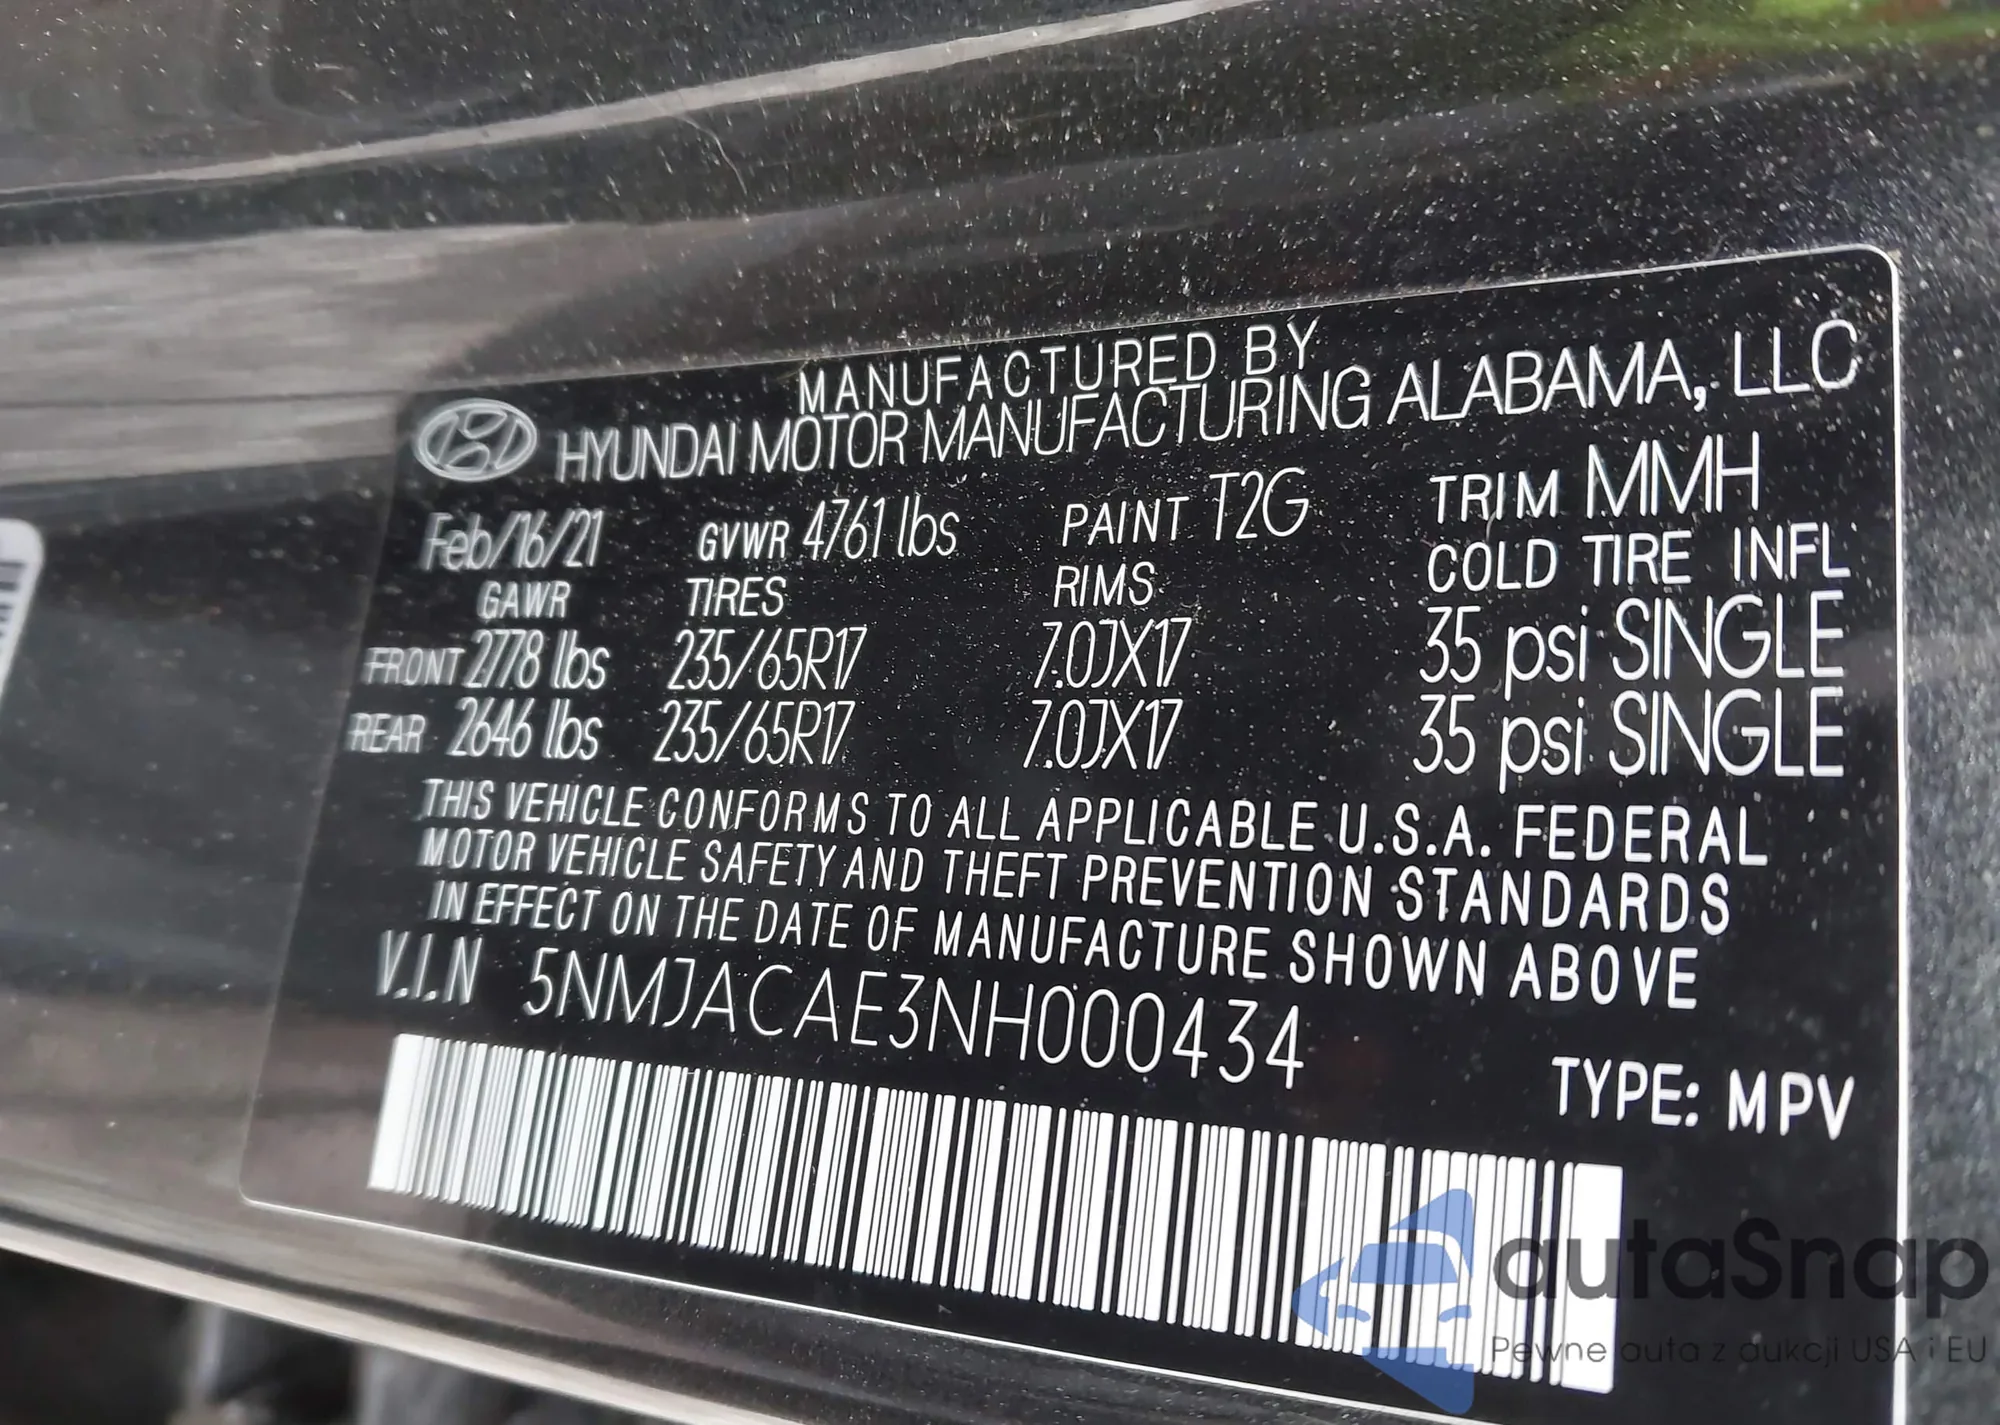 MANUFACTURED BY
HYUNDAI MOTOR MANUFACTURING ALABAMA, LLC
Feb/16/21 GVWR 4761 lbs PAINT T2G TRIM MMH
GAWR TIRES RIMS COLD TIRE INFL
FRONT 2778 lbs 235/65R17 7.0JX17 35 psi SINGLE
REAR 2646 lbs 235/65R17 7.0JX17 35 psi SINGLE
THIS VEHICLE CONFORMS TO ALL APPLICABLE U.S.A. FEDERAL
MOTOR VEHICLE SAFETY AND THEFT PREVENTION STANDARDS
IN EFFECT ON THE DATE OF MANUFACTURE SHOWN ABOVE
V.I.N 5NMJACAE3NH000434
TYPE: MPV
autaSnap
Pewne auta z aukcji USA i EU